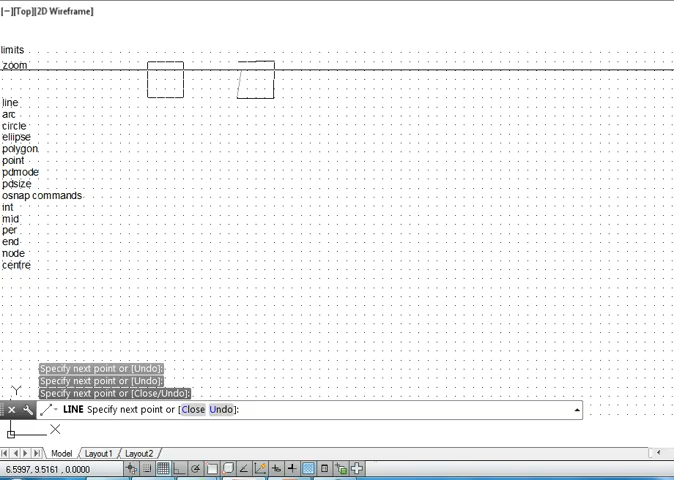 [−][Top][2D Wireframe]
limits
zoom
line
arc
circle
ellipse
polygon
point
pdmode
pdsize
osnap commands
int
mid
per
end
node
centre
Specify next point or [Undo]:
Specify next point or [Undo]:
Specify next point or [Close/Undo]:
Y
LINE Specify next point or [Close Undo]:
X
Model Layout1 Layout2
6.5997, 9.5161 , 0.0000